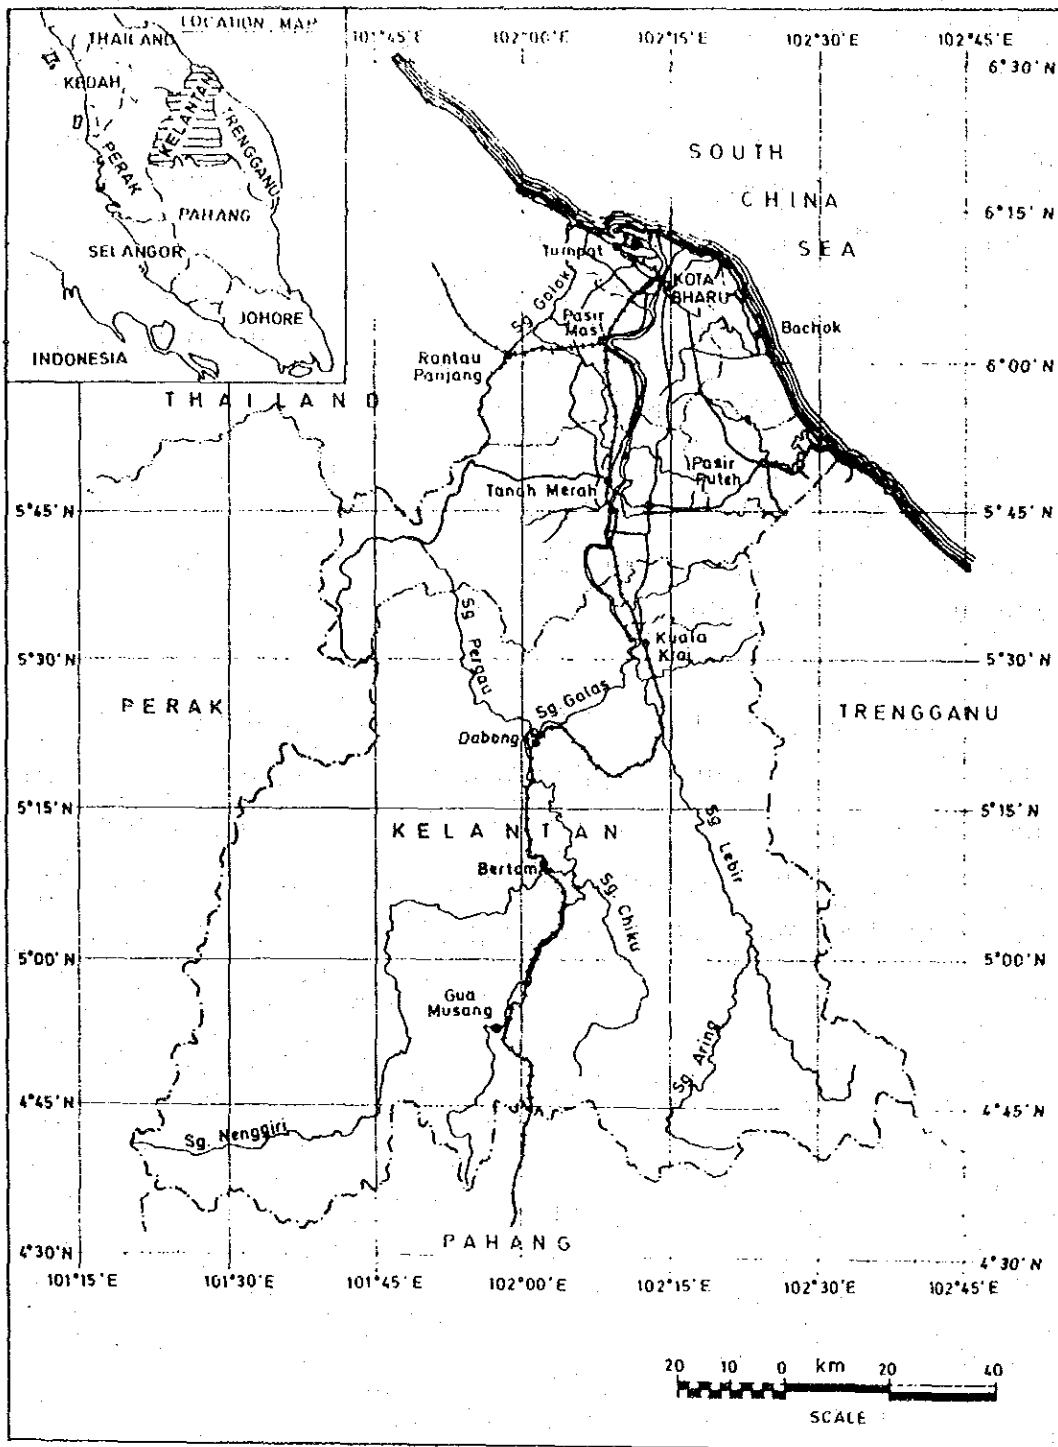 LOCATION MAP
THAILAND
KEDAH
KELANTAN
TRENGGANU
PERAK
PAHANG
SELANGOR
JOHORE
INDONESIA
101°45'E
102°00'E
102°15'E
102°30'E
102°45'E
6°30'N
SOUTH
CHINA
SEA
6°15'N
Tumpat
KOTA
BHARU
Sg Golok
Pasir
Mas
Bachok
Rantau
Panjang
6°00'N
THAILAND
Pasir
Puteh
Tanah Merah
5°45'N
5°45'N
Sg Pergau
Kuala
Krai
5°30'N
5°30'N
PERAK
Sg Galas
TRENGGANU
Dabong
5°15'N
5°15'N
KELANTAN
Sg Lebir
Bertam
Sg. Chiku
5°00'N
5°00'N
Gua
Musang
Sg. Aring
4°45'N
4°45'N
Sg. Nenggiri
PAHANG
4°30'N
4°30'N
101°15'E
101°30'E
101°45'E
102°00'E
102°15'E
102°30'E
102°45'E
20 10 0 km 20 40
SCALE